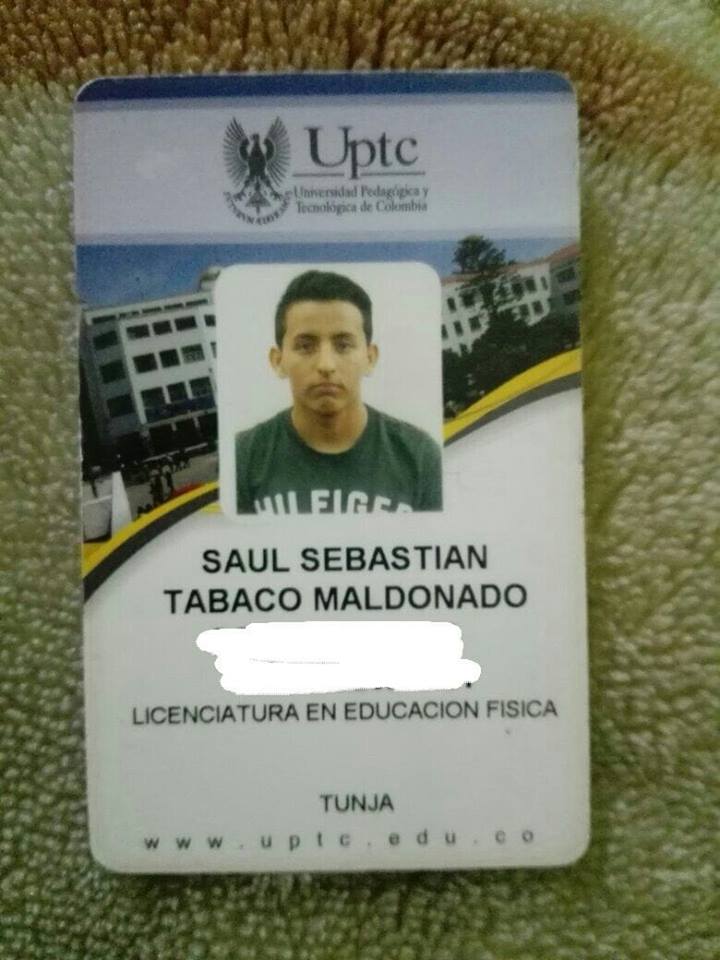 Uptc
Universidad Pedagógica y
Tecnológica de Colombia
HILFIGER
SAUL SEBASTIAN
TABACO MALDONADO
LICENCIATURA EN EDUCACION FISICA
TUNJA
www.uptc.edu.co